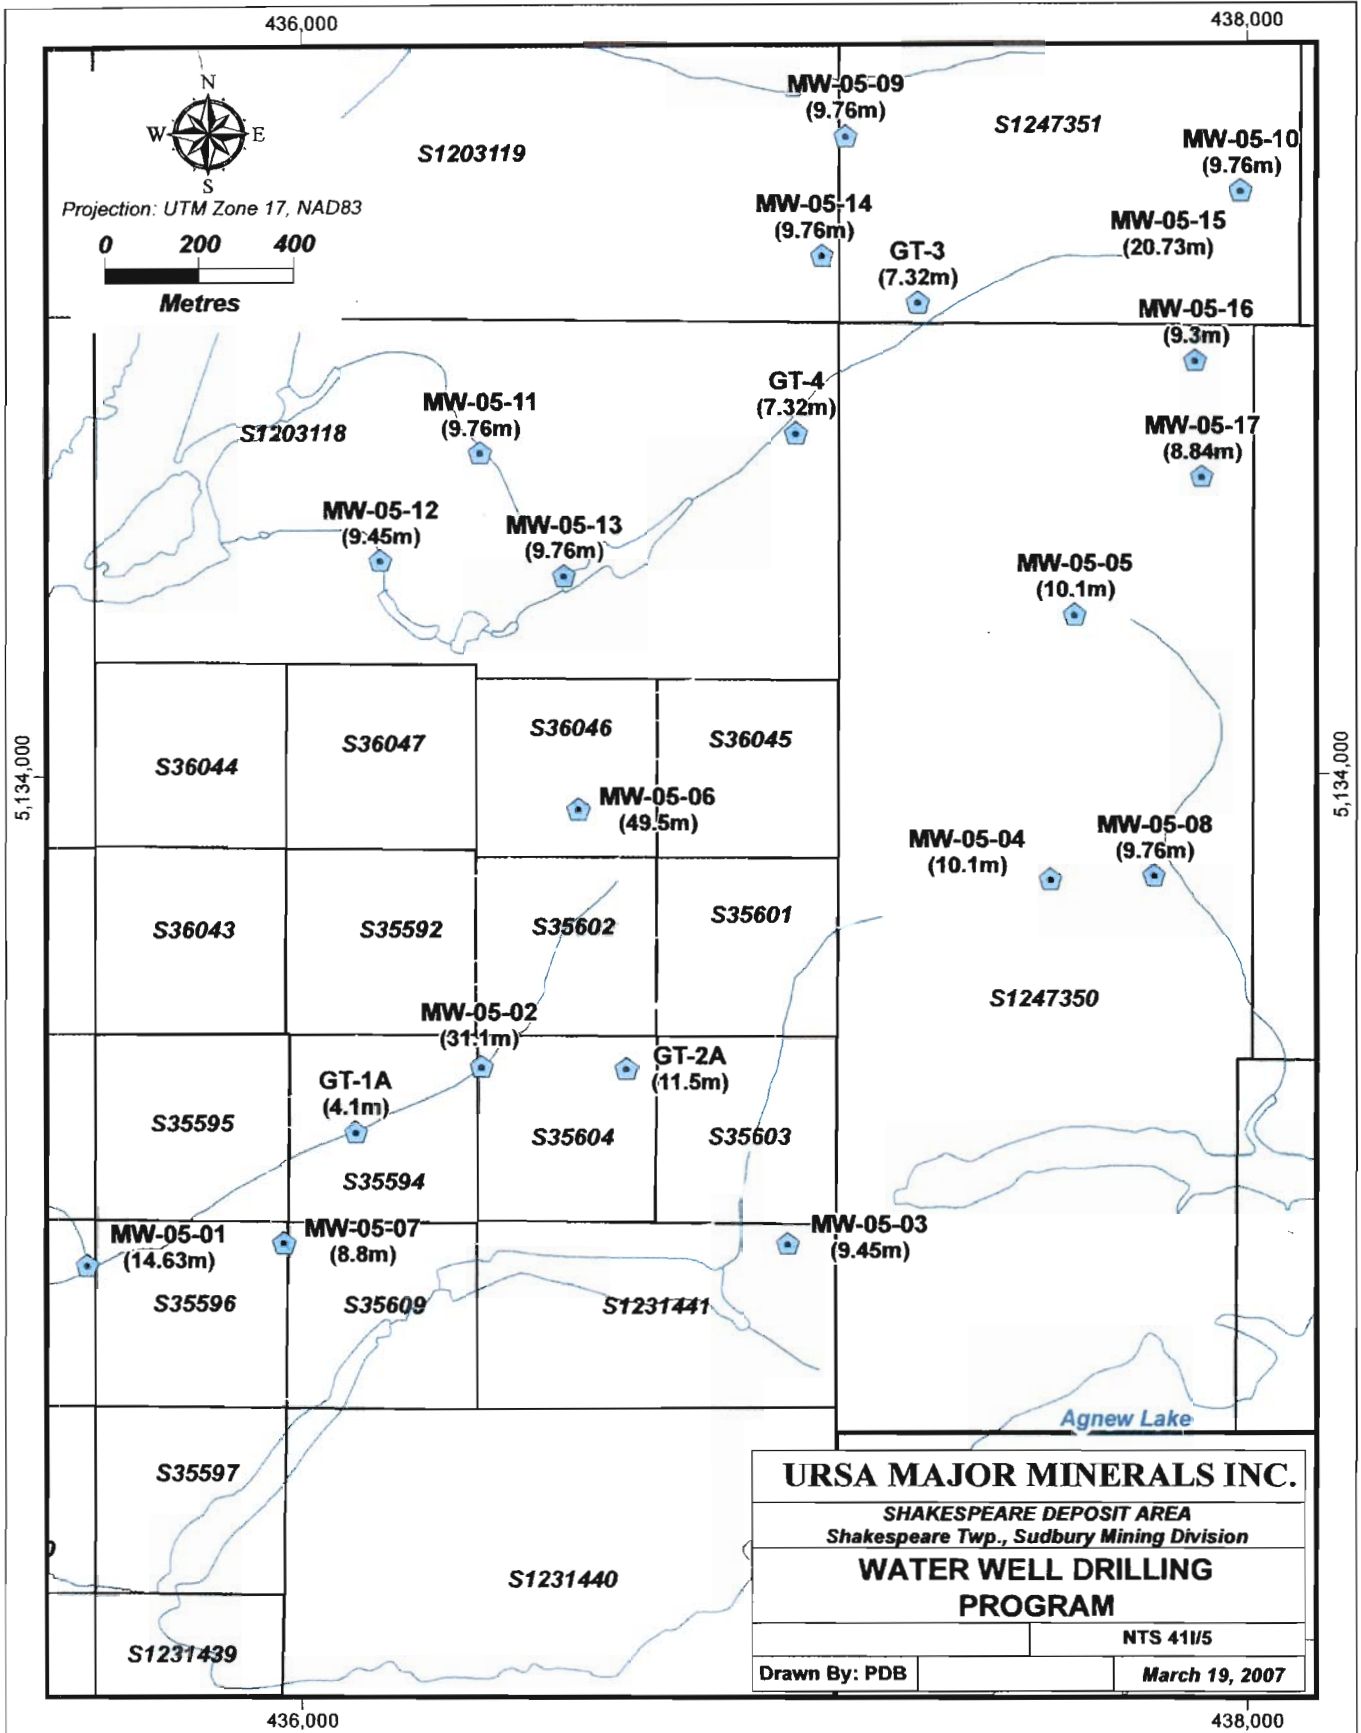 436,000
438,000
N
W
E
S
Projection: UTM Zone 17, NAD83
0 200 400
Metres
S1203119
MW-05-09
(9.76m)
S1247351
MW-05-10
(9.76m)
MW-05-14
(9.76m)
MW-05-15
(20.73m)
GT-3
(7.32m)
MW-05-16
(9.3m)
GT-4
(7.32m)
MW-05-11
(9.76m)
S1203118
MW-05-17
(8.84m)
MW-05-12
(9.45m)
MW-05-13
(9.76m)
MW-05-05
(10.1m)
S36044
S36047
S36046
S36045
5,134,000
5,134,000
MW-05-06
(49.5m)
MW-05-04
(10.1m)
MW-05-08
(9.76m)
S36043
S35592
S35602
S35601
S1247350
MW-05-02
(31.1m)
GT-1A
(4.1m)
GT-2A
(11.5m)
S35595
S35594
S35604
S35603
MW-05-01
(14.63m)
MW-05-07
(8.8m)
MW-05-03
(9.45m)
S35596
S35609
S1231441
Agnew Lake
S35597
S1231440
S1231439
URSA MAJOR MINERALS INC.
SHAKESPEARE DEPOSIT AREA
Shakespeare Twp., Sudbury Mining Division
WATER WELL DRILLING
PROGRAM
NTS 41I/5
Drawn By: PDB
March 19, 2007
436,000
438,000